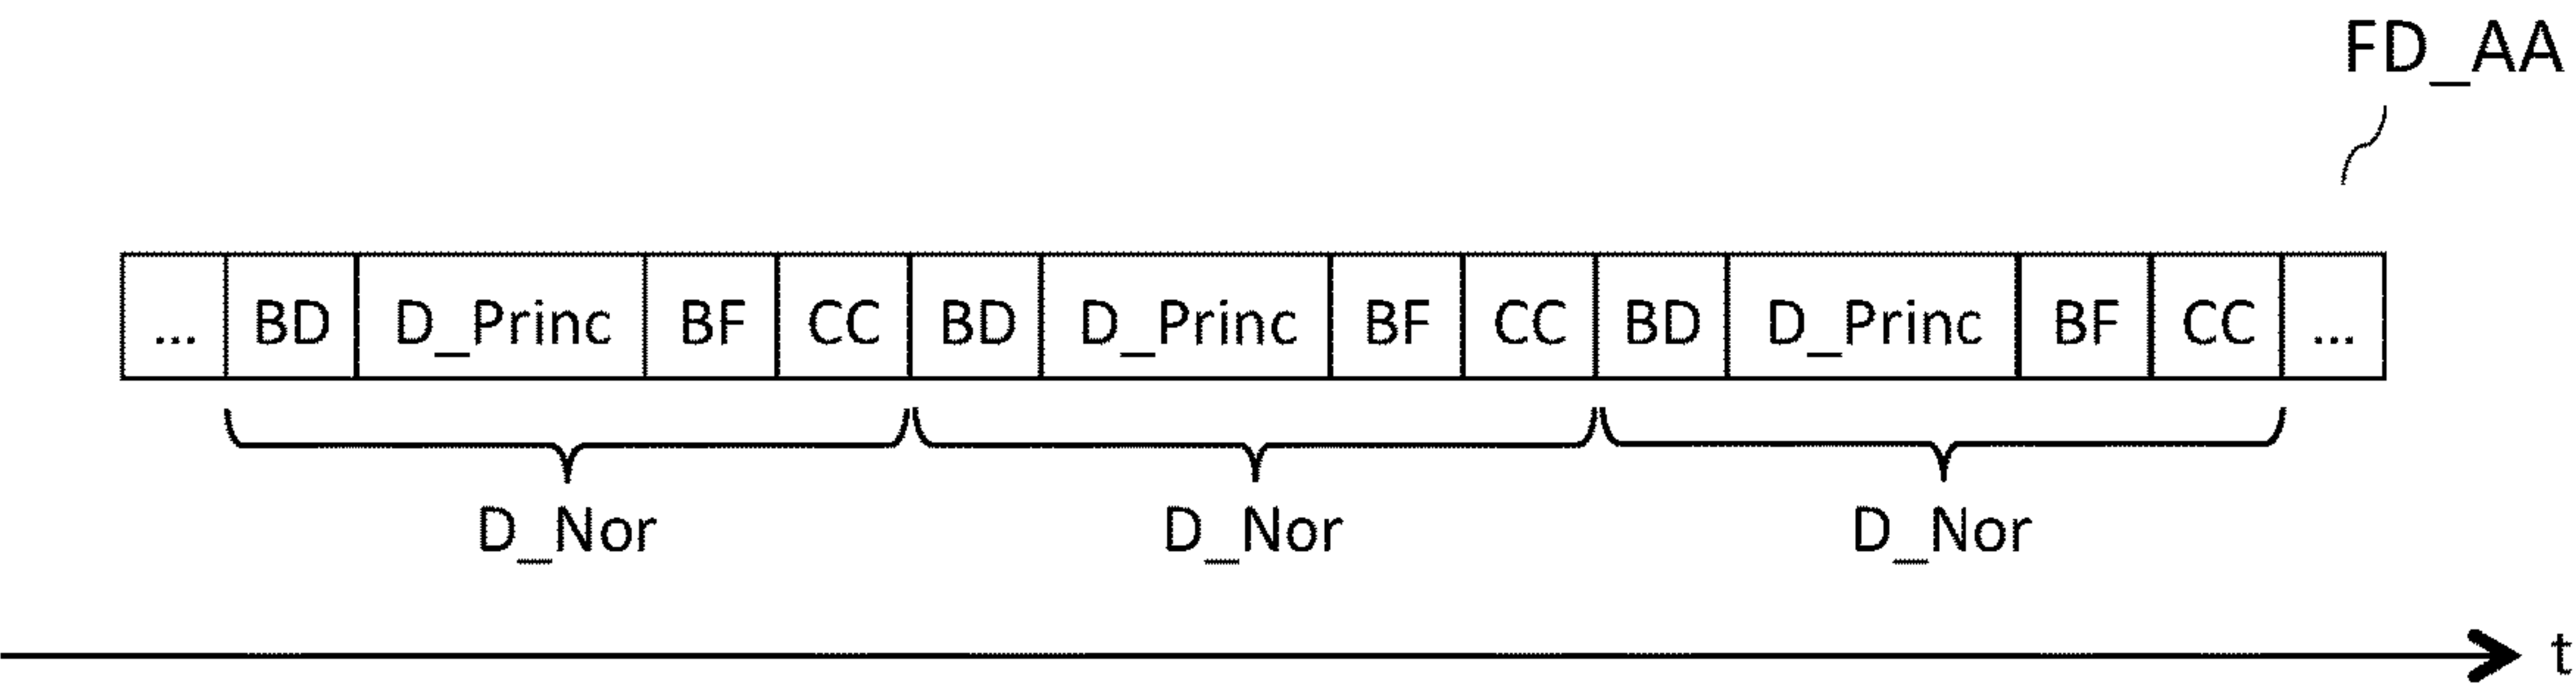 FD_AA
... BD D_Princ BF CC BD D_Princ BF CC BD D_Princ BF CC ...
D_Nor D_Nor D_Nor
t